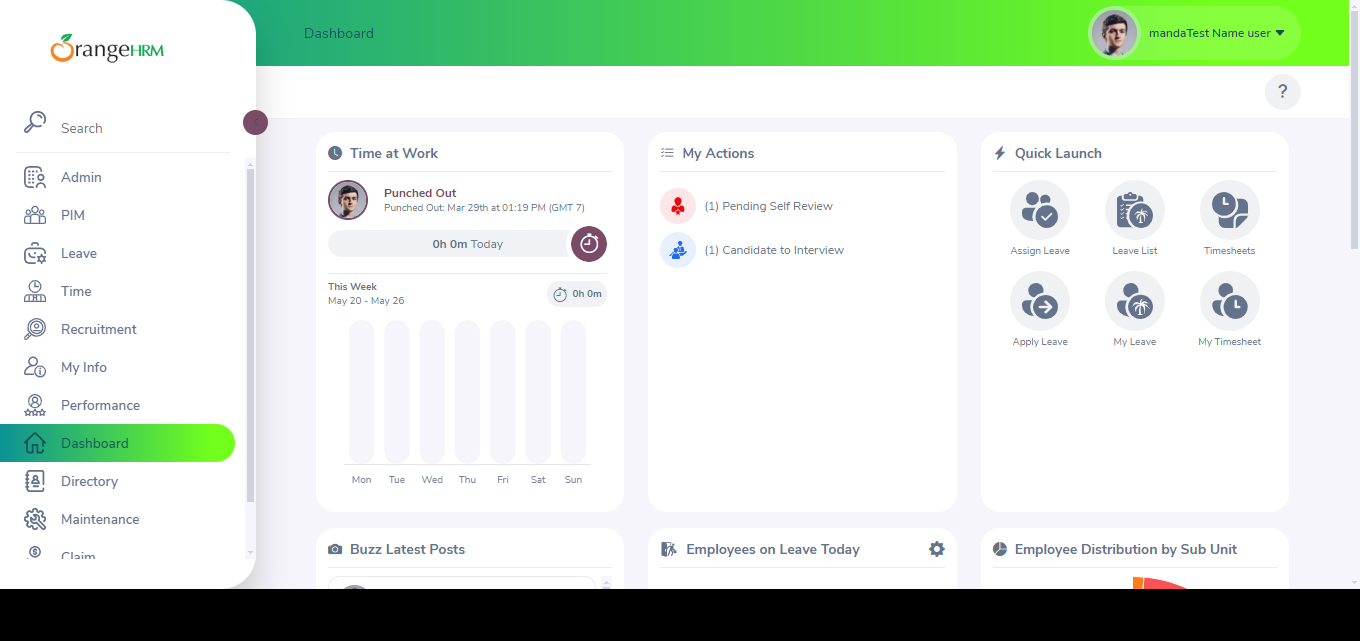 OrangeHRM
Dashboard
mandaTest Name user
?
Search
Admin
PIM
Leave
Time
Recruitment
My Info
Performance
Dashboard
Directory
Maintenance
Claim
Time at Work
Punched Out
Punched Out: Mar 29th at 01:19 PM (GMT 7)
0h 0m Today
This Week
May 20 - May 26
0h 0m
Mon Tue Wed Thu Fri Sat Sun
My Actions
(1) Pending Self Review
(1) Candidate to Interview
Quick Launch
Assign Leave
Leave List
Timesheets
Apply Leave
My Leave
My Timesheet
Buzz Latest Posts
Employees on Leave Today
Employee Distribution by Sub Unit